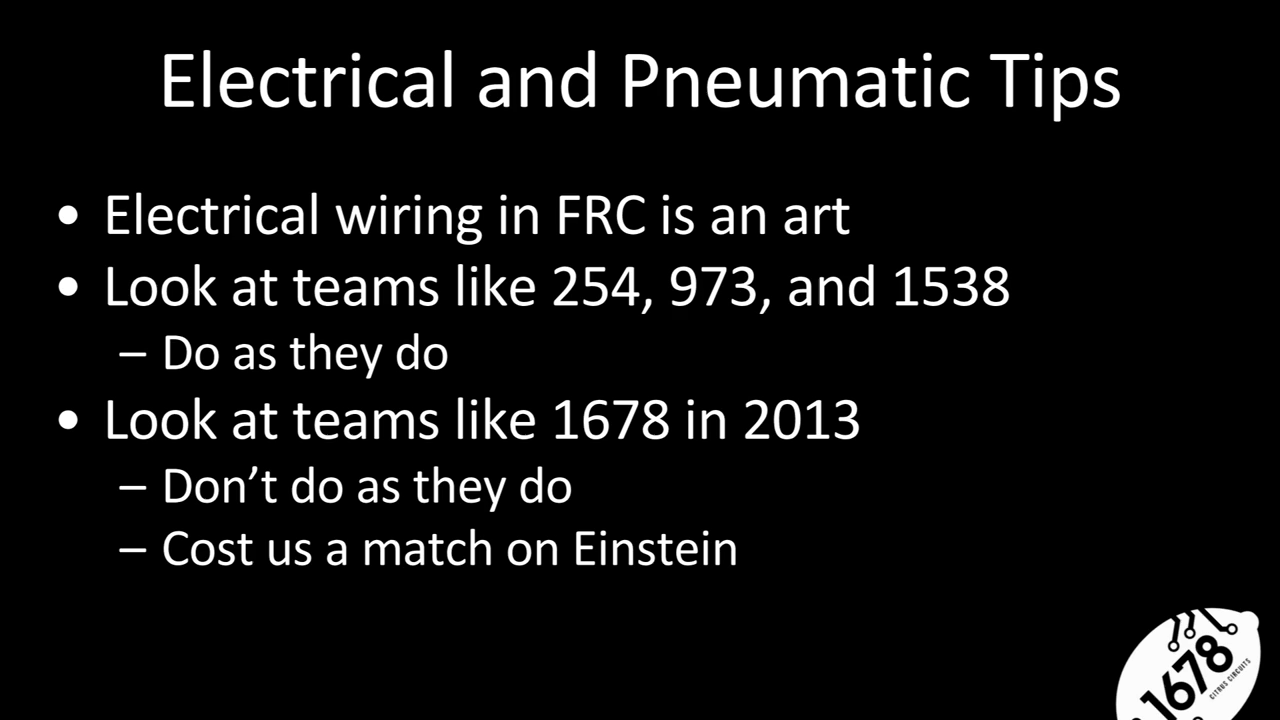 Electrical and Pneumatic Tips
• Electrical wiring in FRC is an art
• Look at teams like 254, 973, and 1538
– Do as they do
• Look at teams like 1678 in 2013
– Don’t do as they do
– Cost us a match on Einstein
1678
CITRUS CIRCUITS